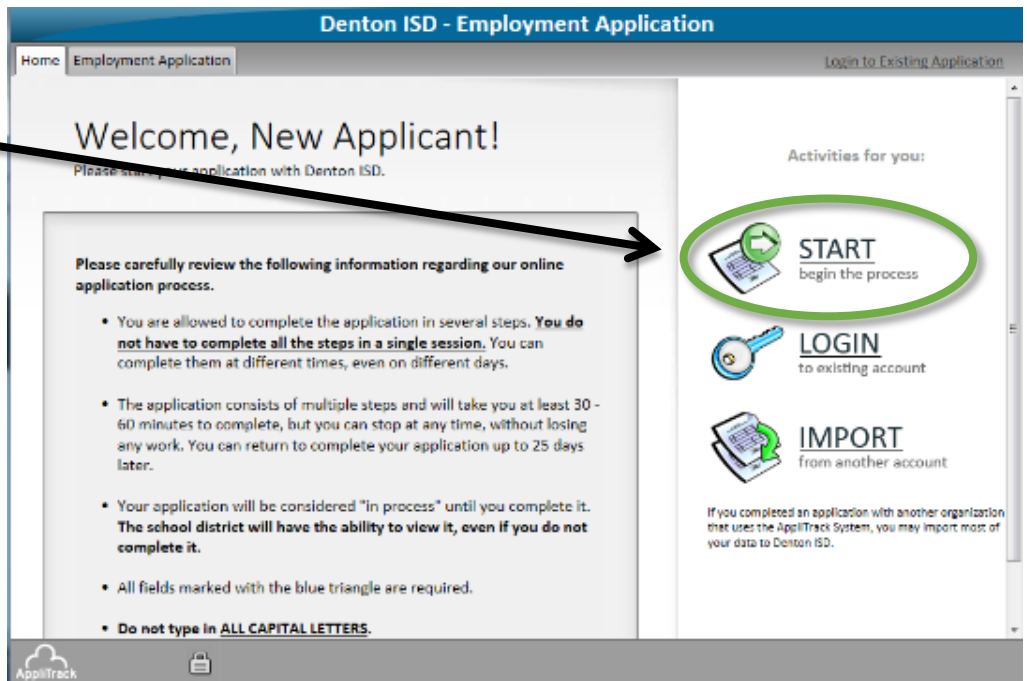 Denton ISD - Employment Application
Home Employment Application Login to Existing Application
Welcome, New Applicant!
Please start your application with Denton ISD.
Please carefully review the following information regarding our online
application process.
• You are allowed to complete the application in several steps. You do
not have to complete all the steps in a single session. You can
complete them at different times, even on different days.
• The application consists of multiple steps and will take you at least 30 -
60 minutes to complete, but you can stop at any time, without losing
any work. You can return to complete your application up to 25 days
later.
• Your application will be considered "in process" until you complete it.
The school district will have the ability to view it, even if you do not
complete it.
• All fields marked with the blue triangle are required.
• Do not type in ALL CAPITAL LETTERS.
Activities for you:
START
begin the process
LOGIN
to existing account
IMPORT
from another account
If you completed an application with another organization
that uses the AppliTrack System, you may import most of
your data to Denton ISD.
AppliTrack